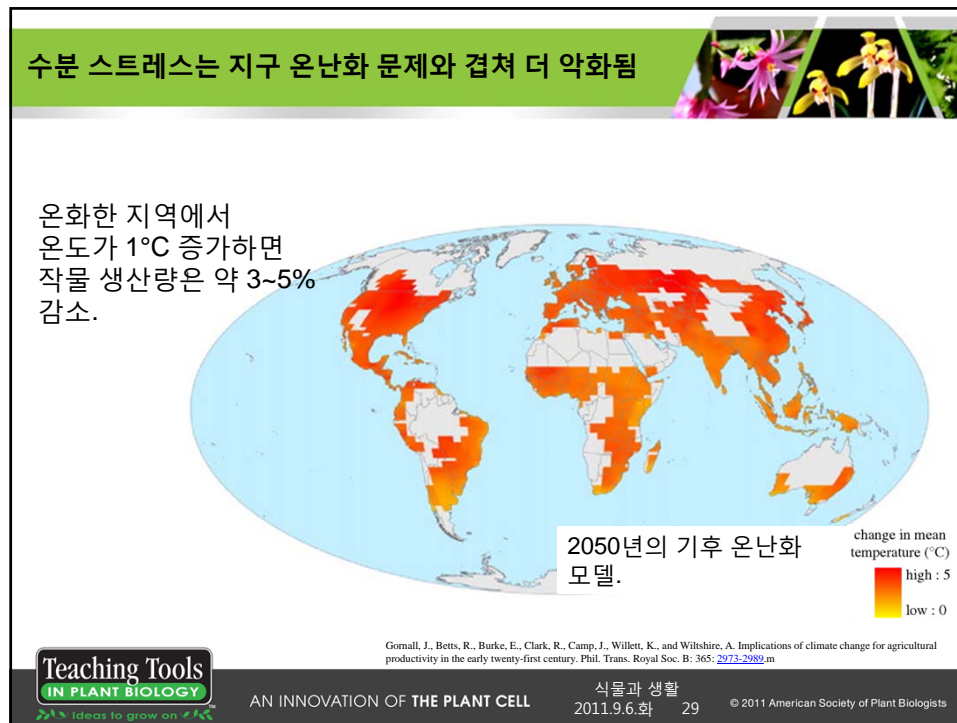 수분 스트레스는 지구 온난화 문제와 겹쳐 더 악화됨
온화한 지역에서
온도가 1°C 증가하면
작물 생산량은 약 3~5%
감소.
2050년의 기후 온난화
모델.
change in mean
temperature (°C)
high : 5
low : 0
Gornall, J., Betts, R., Burke, E., Clark, R., Camp, J., Willett, K., and Wiltshire, A. Implications of climate change for agricultural
productivity in the early twenty-first century. Phil. Trans. Royal Soc. B: 365: 2973-2989.m
Teaching Tools
IN PLANT BIOLOGY™
Ideas to grow on
AN INNOVATION OF THE PLANT CELL
식물과 생활
2011.9.6.화 29
© 2011 American Society of Plant Biologists